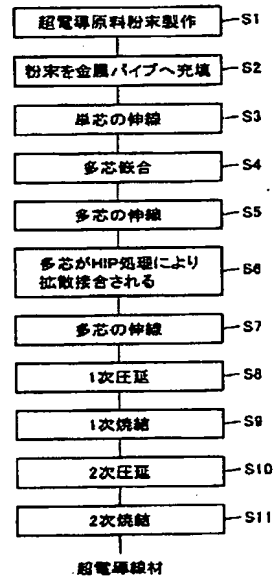 超電導原料粉末製作 S1
粉末を金属パイプへ充填 S2
単芯の伸線 S3
多芯嵌合 S4
多芯の伸線 S5
多芯がHIP処理により S6
拡散接合される
多芯の伸線 S7
1次圧延 S8
1次焼結 S9
2次圧延 S10
2次焼結 S11
超電導線材